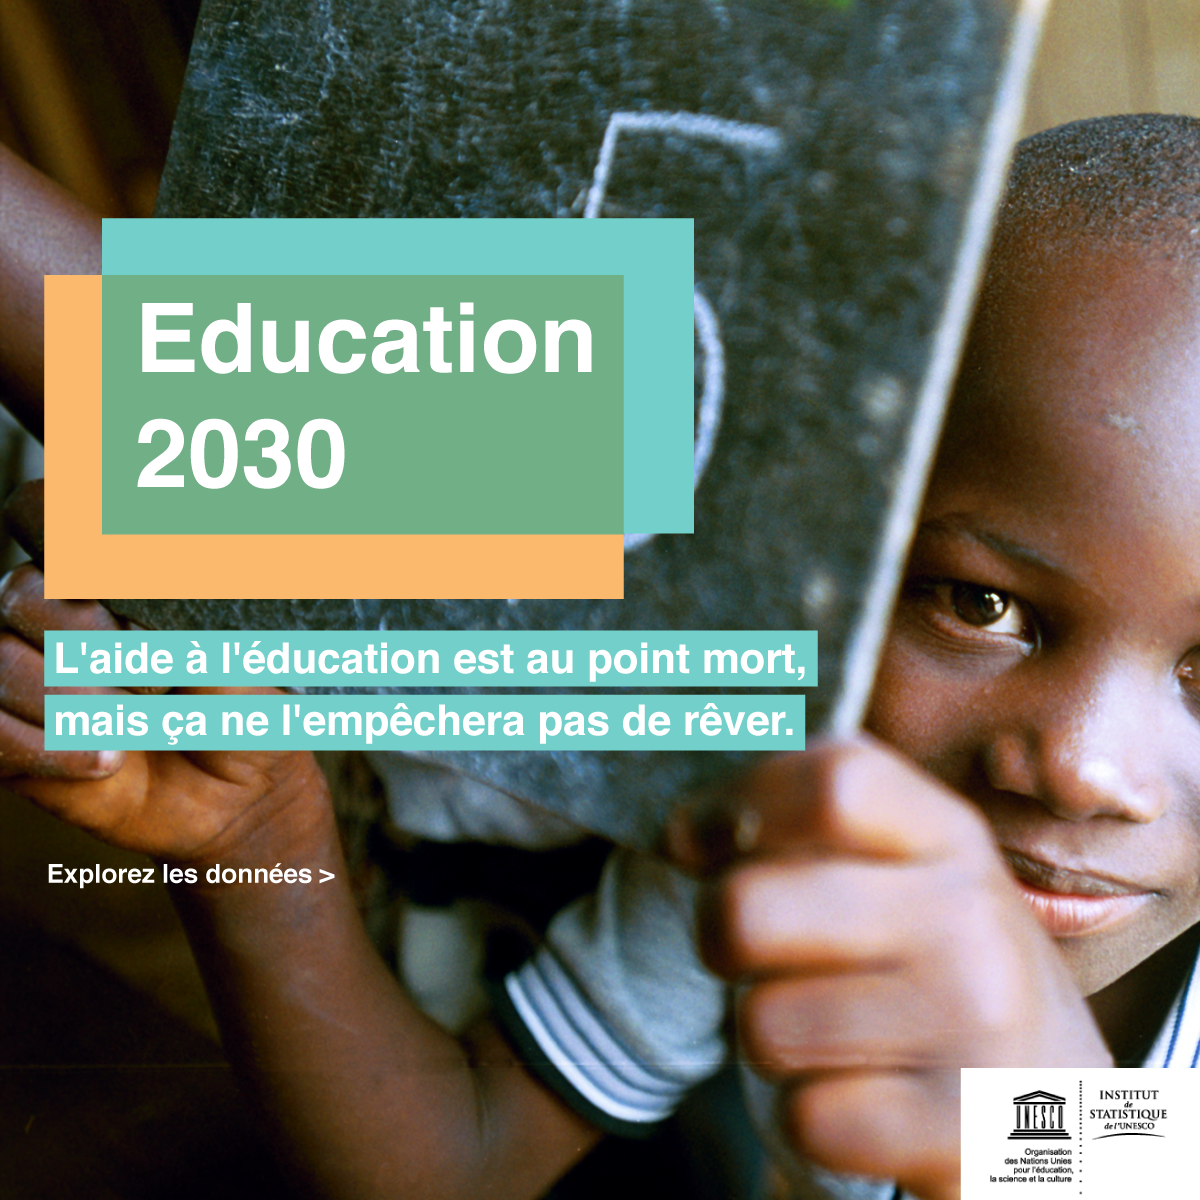 5
Education
2030
L'aide à l'éducation est au point mort,
mais ça ne l'empêchera pas de rêver.
Explorez les données >
UNESCO
Organisation
des Nations Unies
pour l'éducation,
la science et la culture
INSTITUT
de
STATISTIQUE
de l'UNESCO